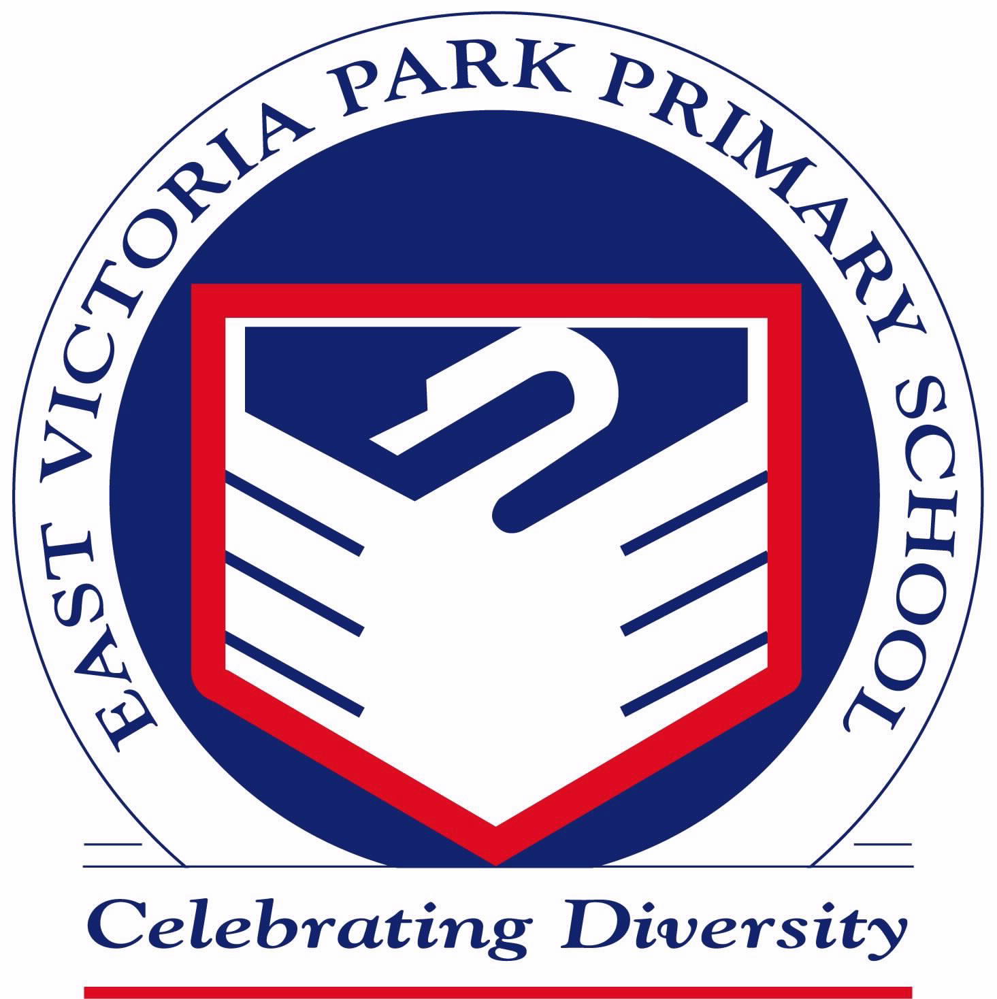 EAST VICTORIA PARK PRIMARY SCHOOL
Celebrating Diversity